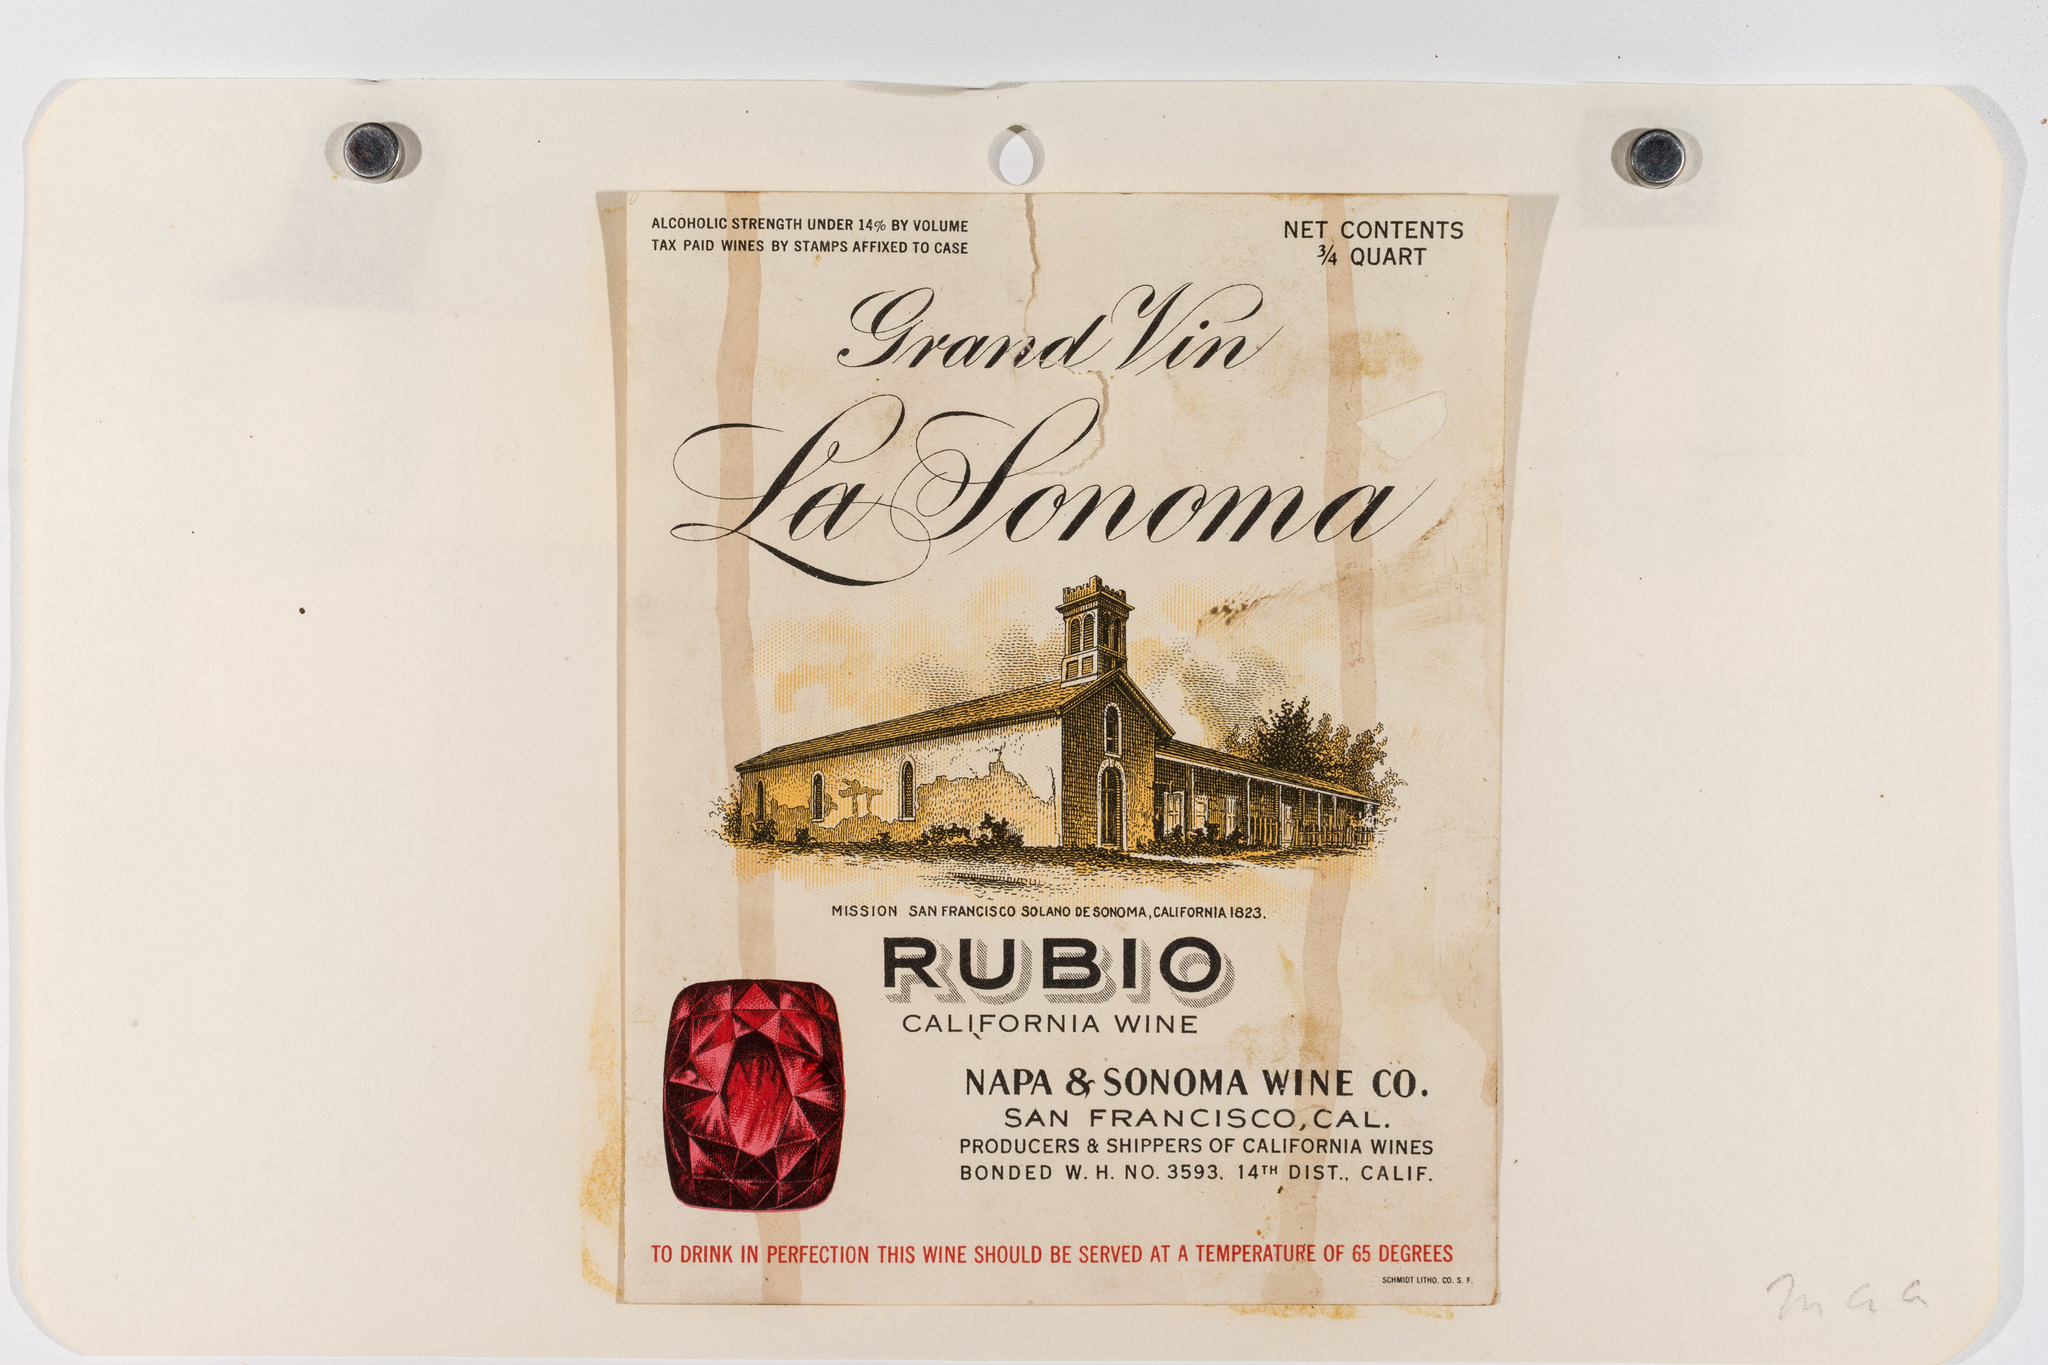 ALCOHOLIC STRENGTH UNDER 14% BY VOLUME
TAX PAID WINES BY STAMPS AFFIXED TO CASE
NET CONTENTS
3/4 QUART
Grand Vin
La Sonoma
MISSION SAN FRANCISCO SOLANO DE SONOMA, CALIFORNIA 1823.
RUBIO
CALIFORNIA WINE
NAPA & SONOMA WINE CO.
SAN FRANCISCO, CAL.
PRODUCERS & SHIPPERS OF CALIFORNIA WINES
BONDED W. H. NO. 3593. 14TH DIST., CALIF.
TO DRINK IN PERFECTION THIS WINE SHOULD BE SERVED AT A TEMPERATURE OF 65 DEGREES
SCHMIDT LITHO. CO. S. F.